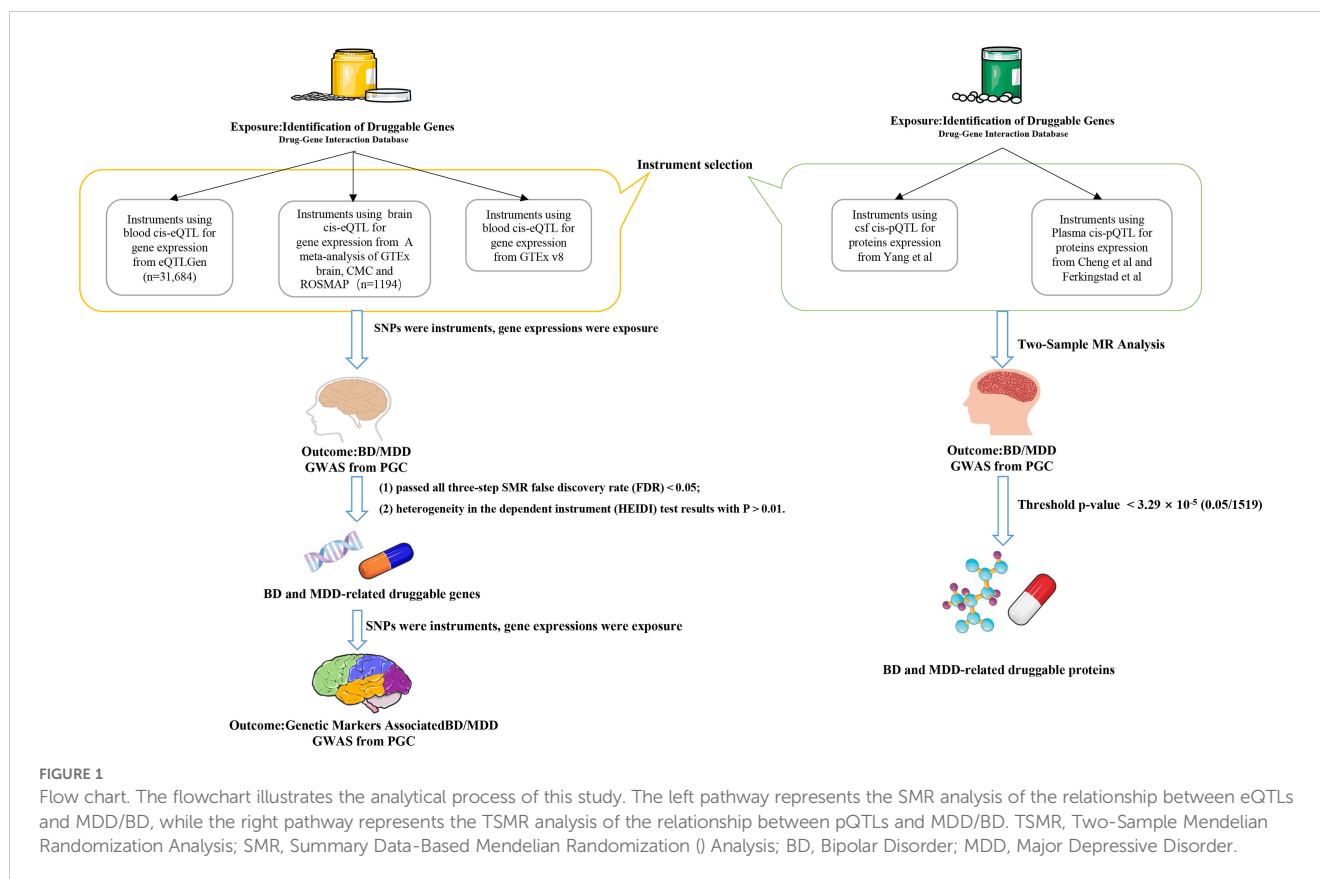 Exposure:Identification of Druggable Genes
Drug-Gene Interaction Database
Exposure:Identification of Druggable Genes
Drug-Gene Interaction Database
Instrument selection
Instruments using
blood cis-eQTL for
gene expression
from eQTLGen
(n=31,684)
Instruments using brain
cis-eQTL for
gene expression from A
meta-analysis of GTEx
brain, CMC and
ROSMAP （n=1194)
Instruments using
blood cis-eQTL for
gene expression
from GTEx v8
Instruments using
csf cis-pQTL for
proteins expression
from Yang et al
Instruments using
Plasma cis-pQTL for
proteins expression
from Cheng et al and
Ferkingstad et al
SNPs were instruments, gene expressions were exposure
Two-Sample MR Analysis
Outcome:BD/MDD
GWAS from PGC
Outcome:BD/MDD
GWAS from PGC
(1) passed all three-step SMR false discovery rate (FDR) < 0.05;
(2) heterogeneity in the dependent instrument (HEIDI) test results with P > 0.01.
Threshold p-value < 3.29 × 10⁻⁵ (0.05/1519)
BD and MDD-related druggable genes
SNPs were instruments, gene expressions were exposure
BD and MDD-related druggable proteins
Outcome:Genetic Markers AssociatedBD/MDD
GWAS from PGC
FIGURE 1
Flow chart. The flowchart illustrates the analytical process of this study. The left pathway represents the SMR analysis of the relationship between eQTLs
and MDD/BD, while the right pathway represents the TSMR analysis of the relationship between pQTLs and MDD/BD. TSMR, Two-Sample Mendelian
Randomization Analysis; SMR, Summary Data-Based Mendelian Randomization () Analysis; BD, Bipolar Disorder; MDD, Major Depressive Disorder.